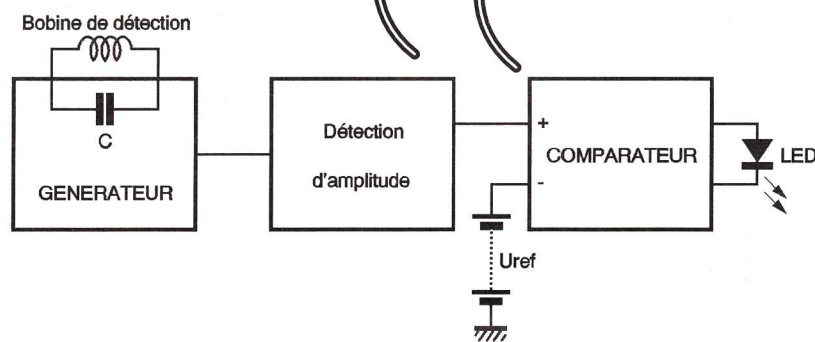 Bobine de détection
C
GENERATEUR
Détection
d'amplitude
+
COMPARATEUR
-
LED
Uref